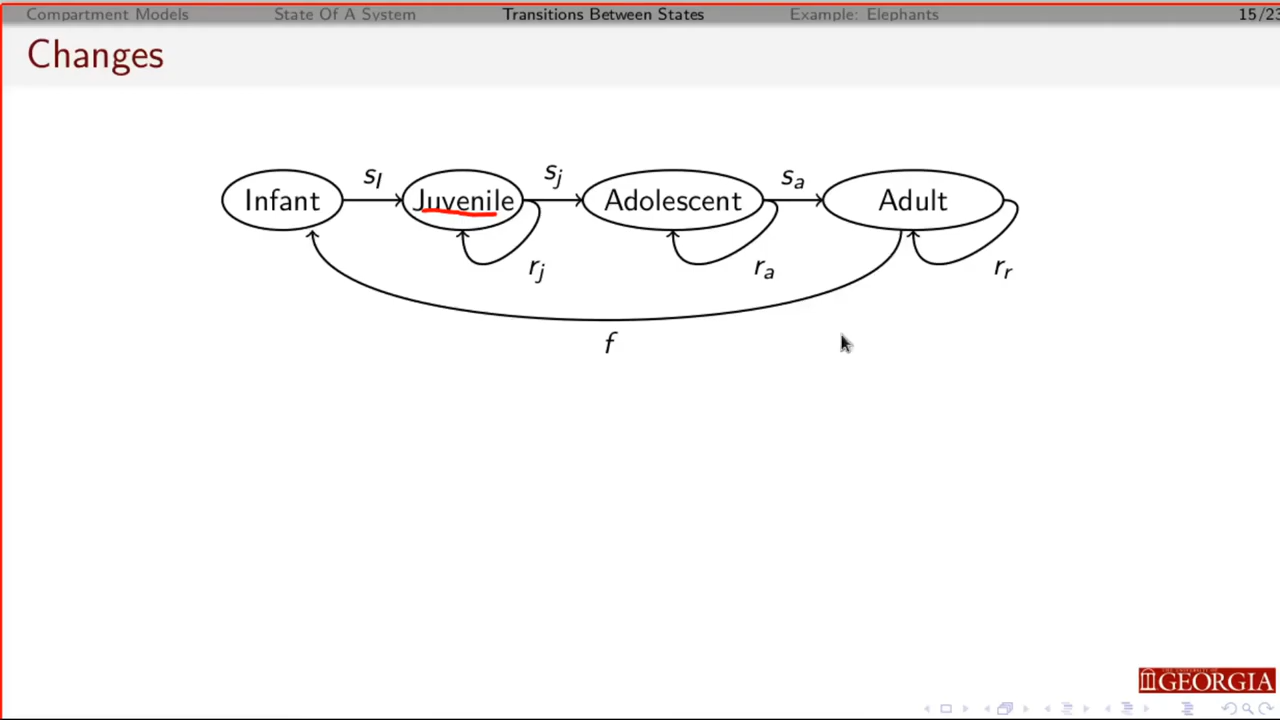 Compartment Models State Of A System Transitions Between States Example: Elephants 15/23
Changes
s_I s_j s_a
Infant Juvenile Adolescent Adult
r_j r_a r_r
f
GEORGIA